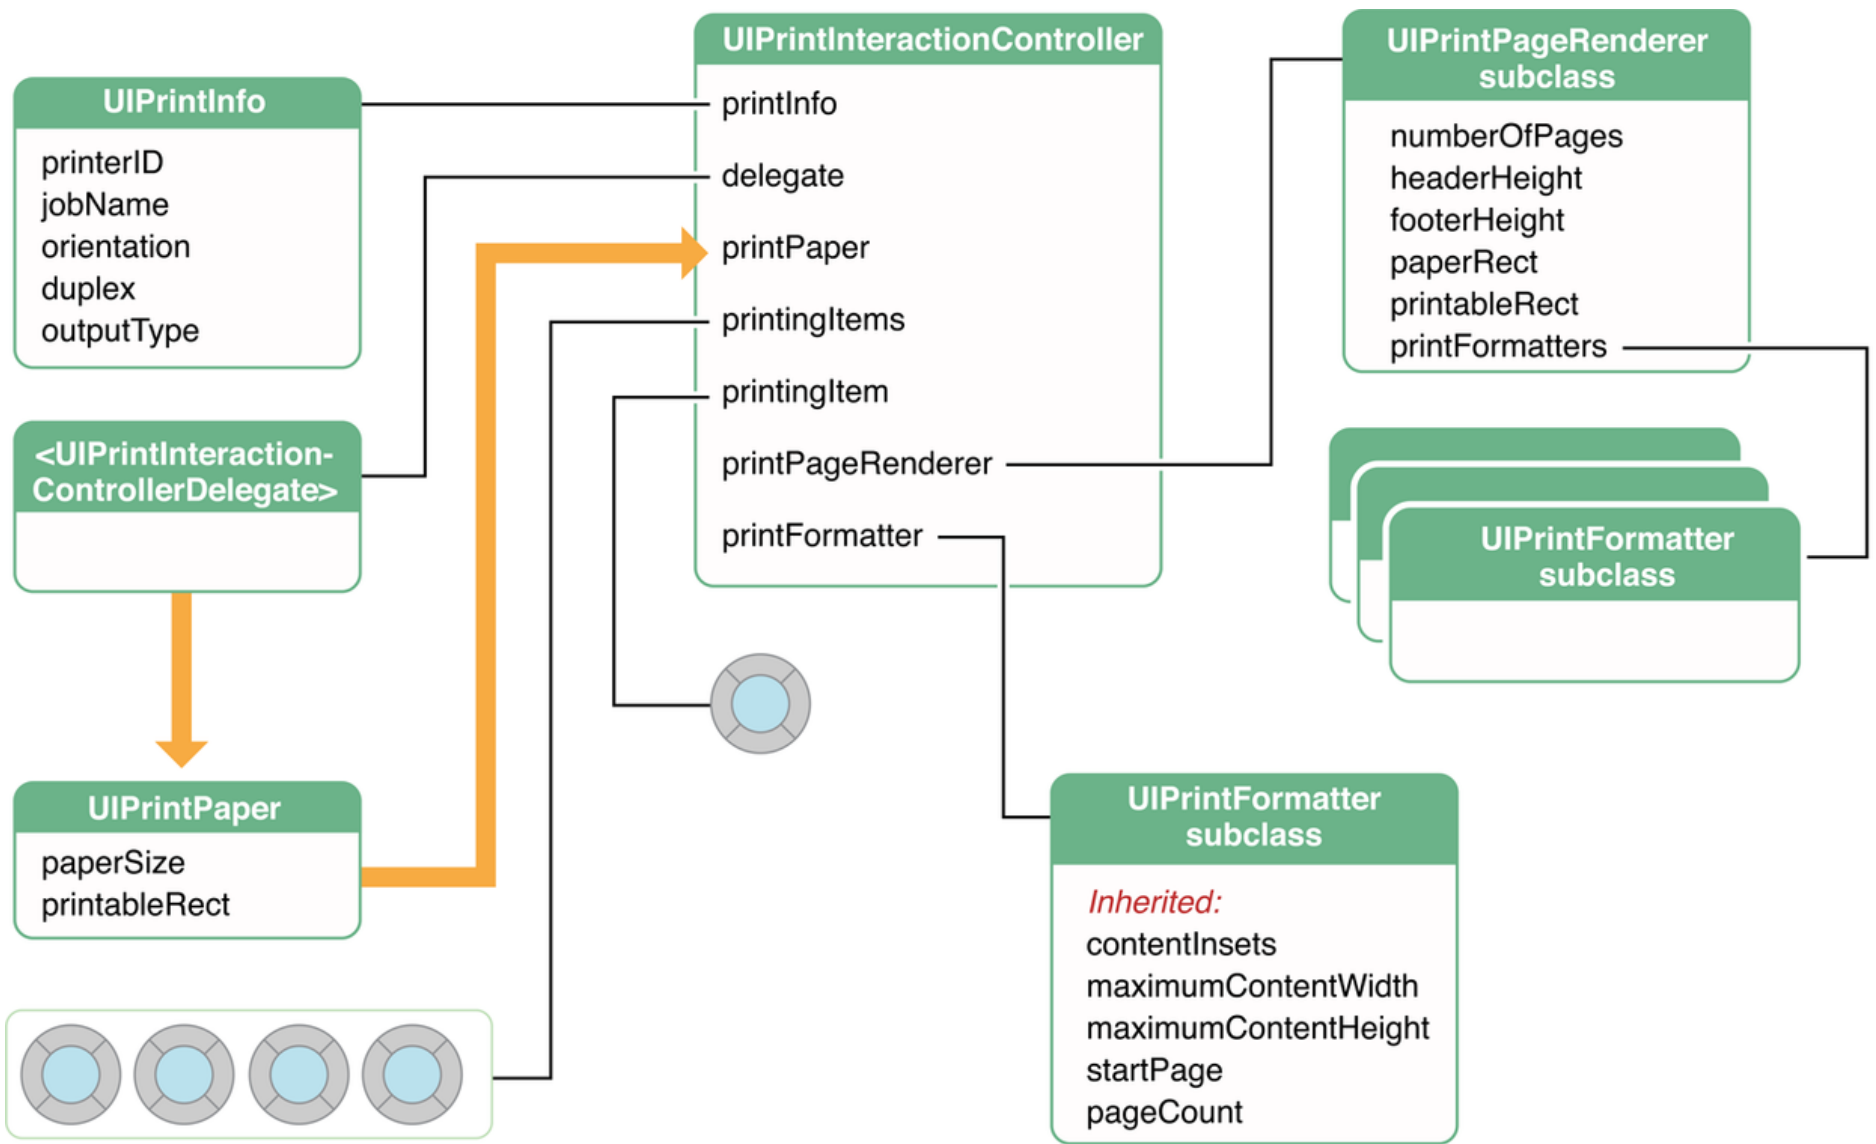 UIPrintInfo
printerID
jobName
orientation
duplex
outputType
<UIPrintInteraction-
ControllerDelegate>
UIPrintPaper
paperSize
printableRect
UIPrintInteractionController
printInfo
delegate
printPaper
printingItems
printingItem
printPageRenderer
printFormatter
UIPrintPageRenderer
subclass
numberOfPages
headerHeight
footerHeight
paperRect
printableRect
printFormatters
UIPrintFormatter
subclass
UIPrintFormatter
subclass
Inherited:
contentInsets
maximumContentWidth
maximumContentHeight
startPage
pageCount